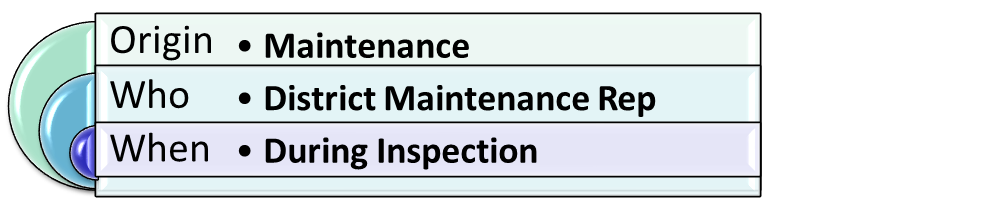 Origin • Maintenance
Who • District Maintenance Rep
When • During Inspection